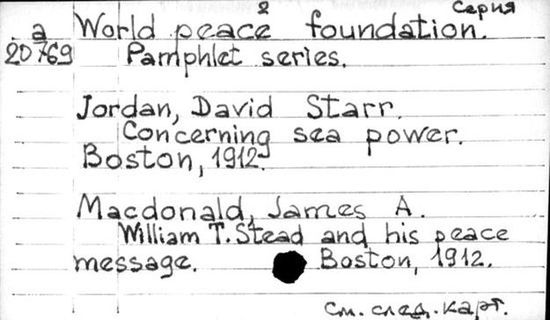 2 Серия
a World peace foundation.
20769 Pamphlet series.
Jordan, David Starr.
Concerning sea power.
Boston, 1912.
Macdonald, James A.
William T. Stead and his peace
message. Boston, 1912.
См. след. карт.